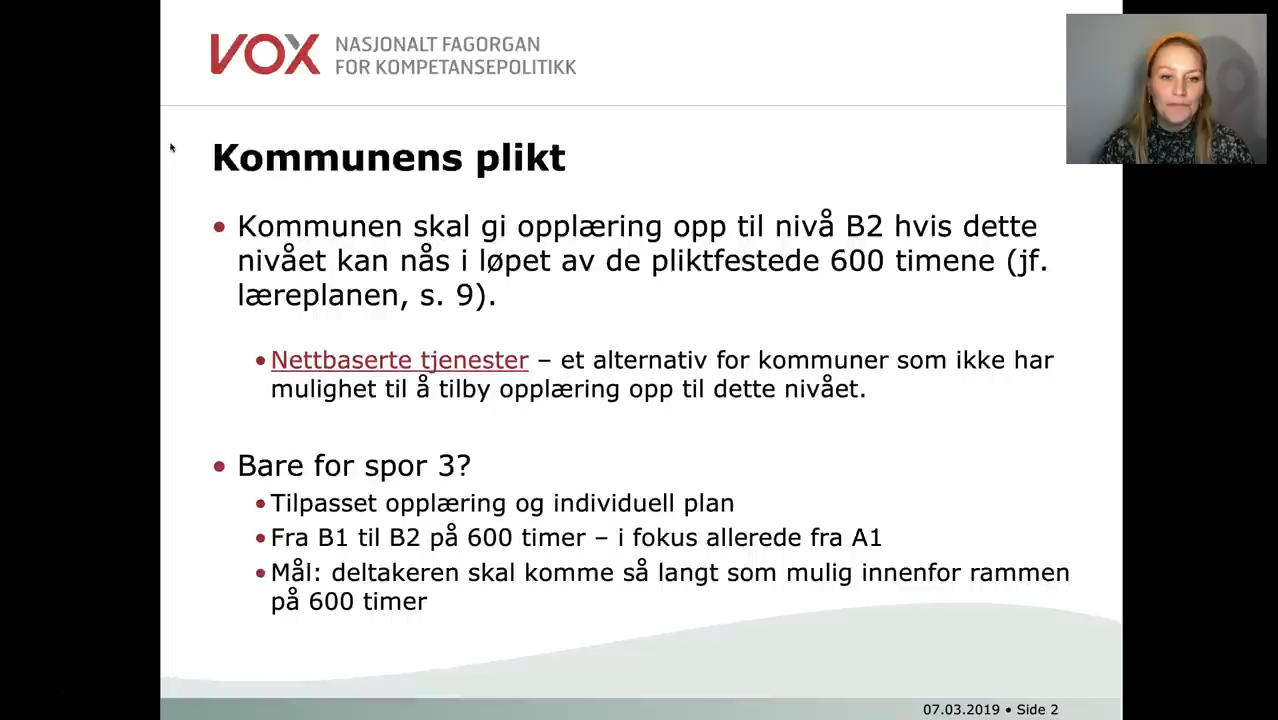 VOX
NASJONALT FAGORGAN
FOR KOMPETANSEPOLITIKK
Kommunens plikt
• Kommunen skal gi opplæring opp til nivå B2 hvis dette
nivået kan nås i løpet av de pliktfestede 600 timene (jf.
læreplanen, s. 9).
• Nettbaserte tjenester – et alternativ for kommuner som ikke har
mulighet til å tilby opplæring opp til dette nivået.
• Bare for spor 3?
• Tilpasset opplæring og individuell plan
• Fra B1 til B2 på 600 timer – i fokus allerede fra A1
• Mål: deltakeren skal komme så langt som mulig innenfor rammen
på 600 timer
07.03.2019 • Side 2